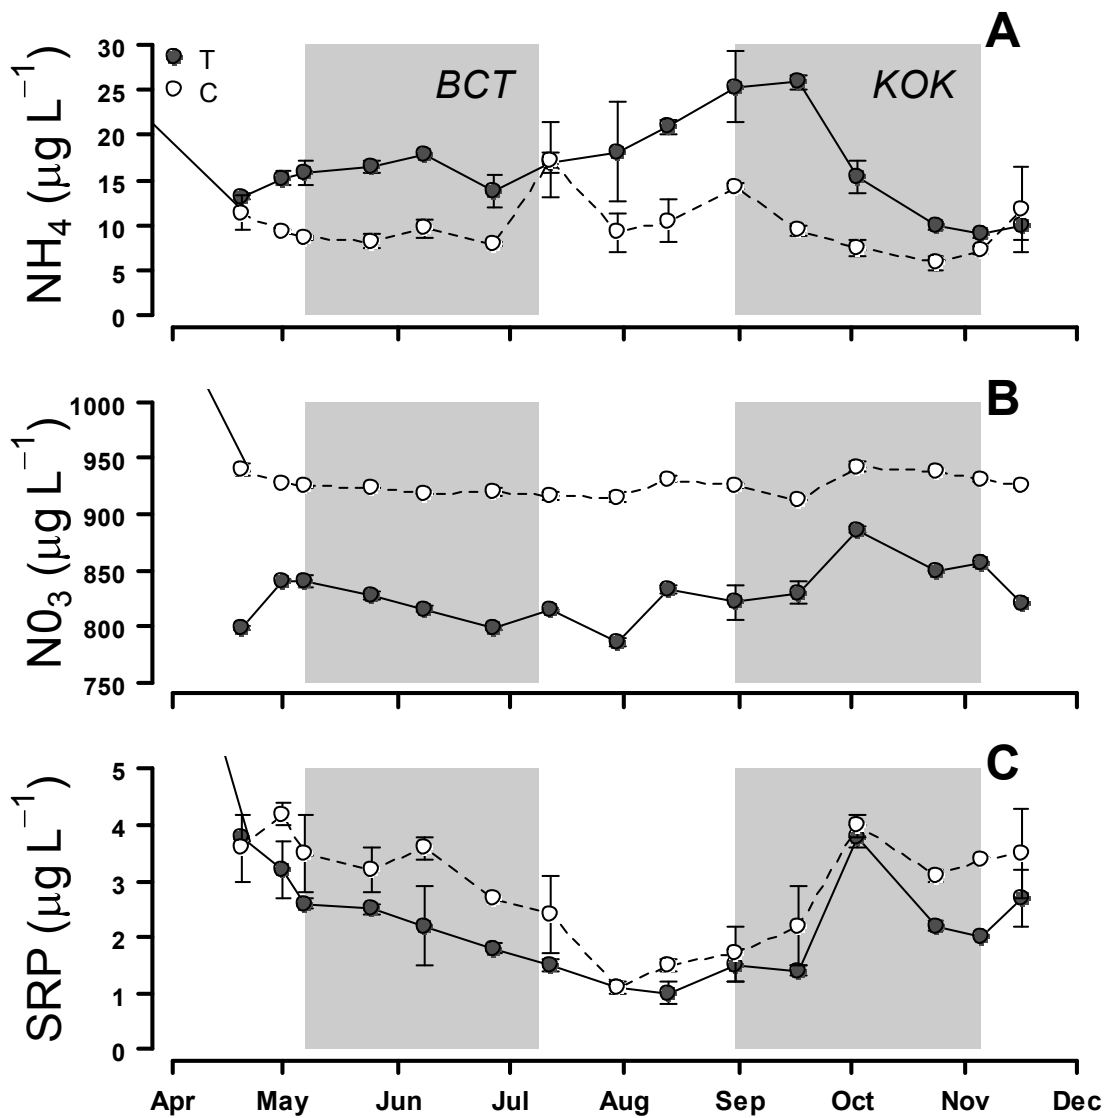 A
NH4 (μg L−1)
30
25
20
15
10
5
0
T
C
BCT
KOK
B
N03 (μg L−1)
1000
950
900
850
800
750
C
SRP (μg L−1)
5
4
3
2
1
0
Apr May Jun Jul Aug Sep Oct Nov Dec